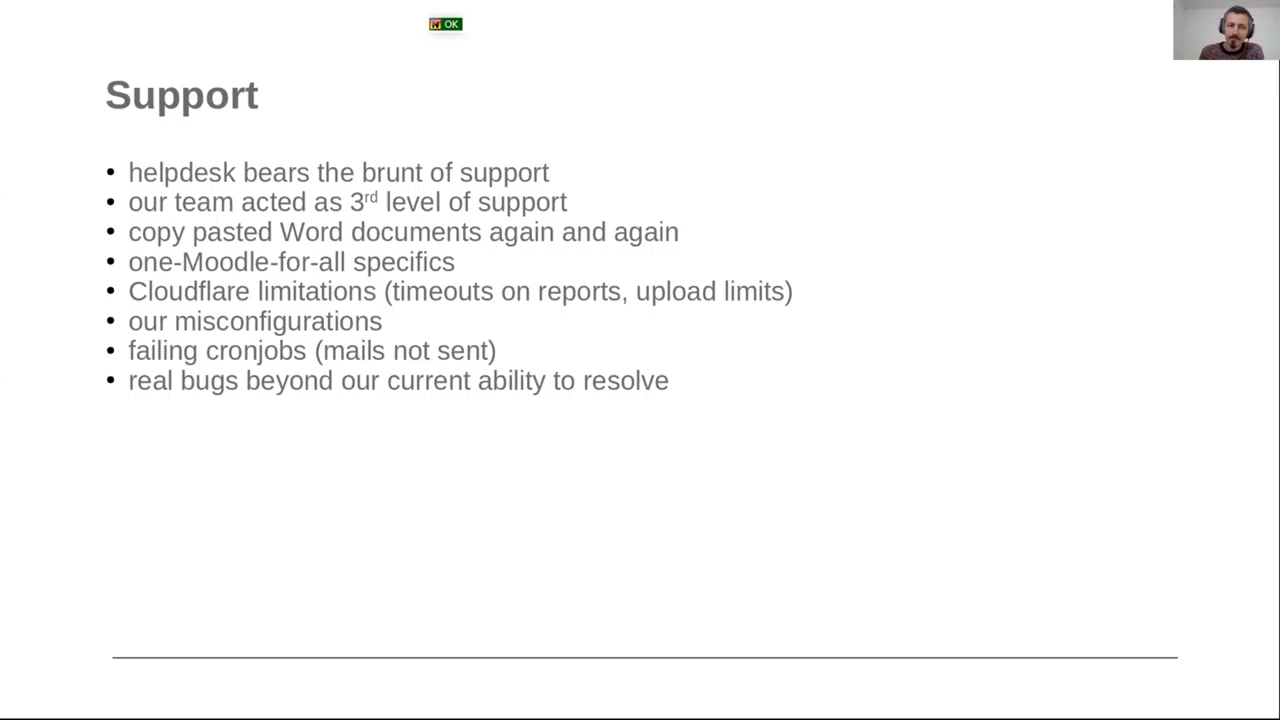 OK
Support
• helpdesk bears the brunt of support
• our team acted as 3rd level of support
• copy pasted Word documents again and again
• one-Moodle-for-all specifics
• Cloudflare limitations (timeouts on reports, upload limits)
• our misconfigurations
• failing cronjobs (mails not sent)
• real bugs beyond our current ability to resolve